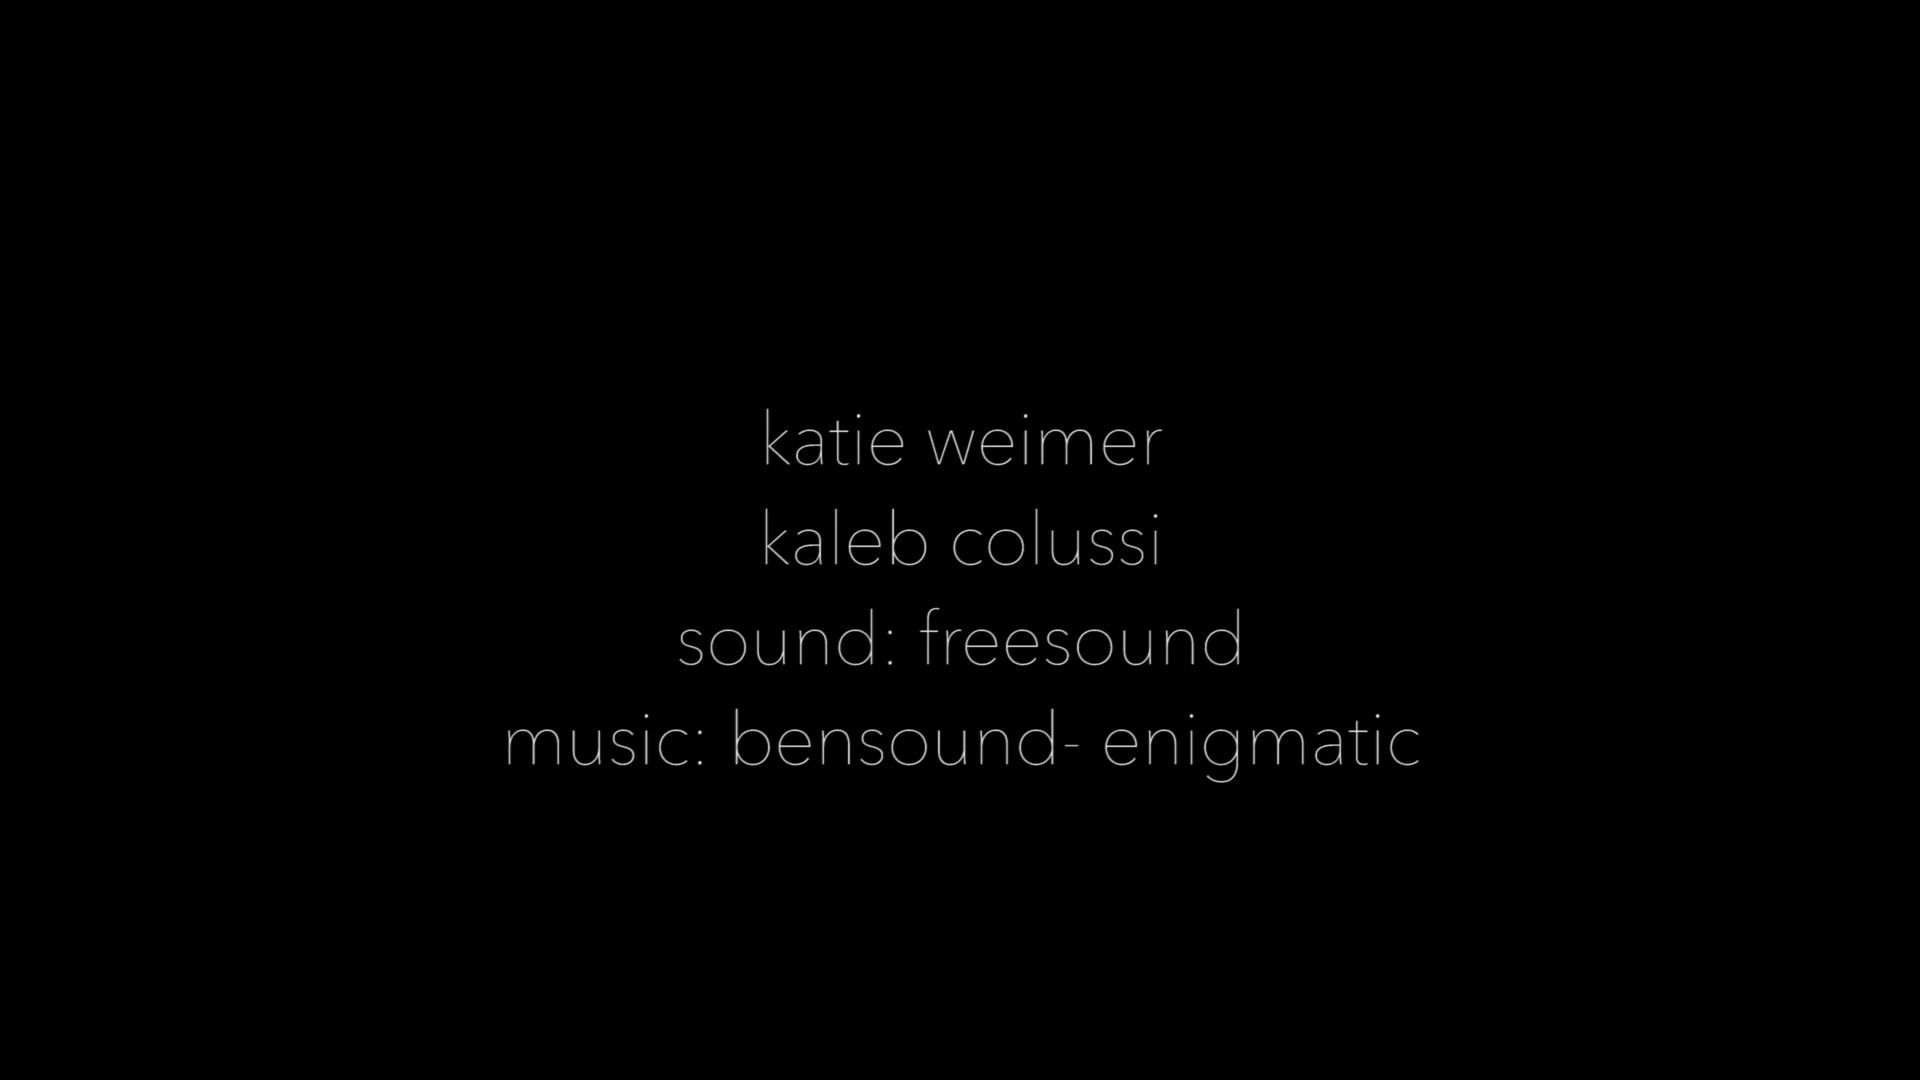 katie weimer
kaleb colussi
sound: freesound
music: bensound- enigmatic